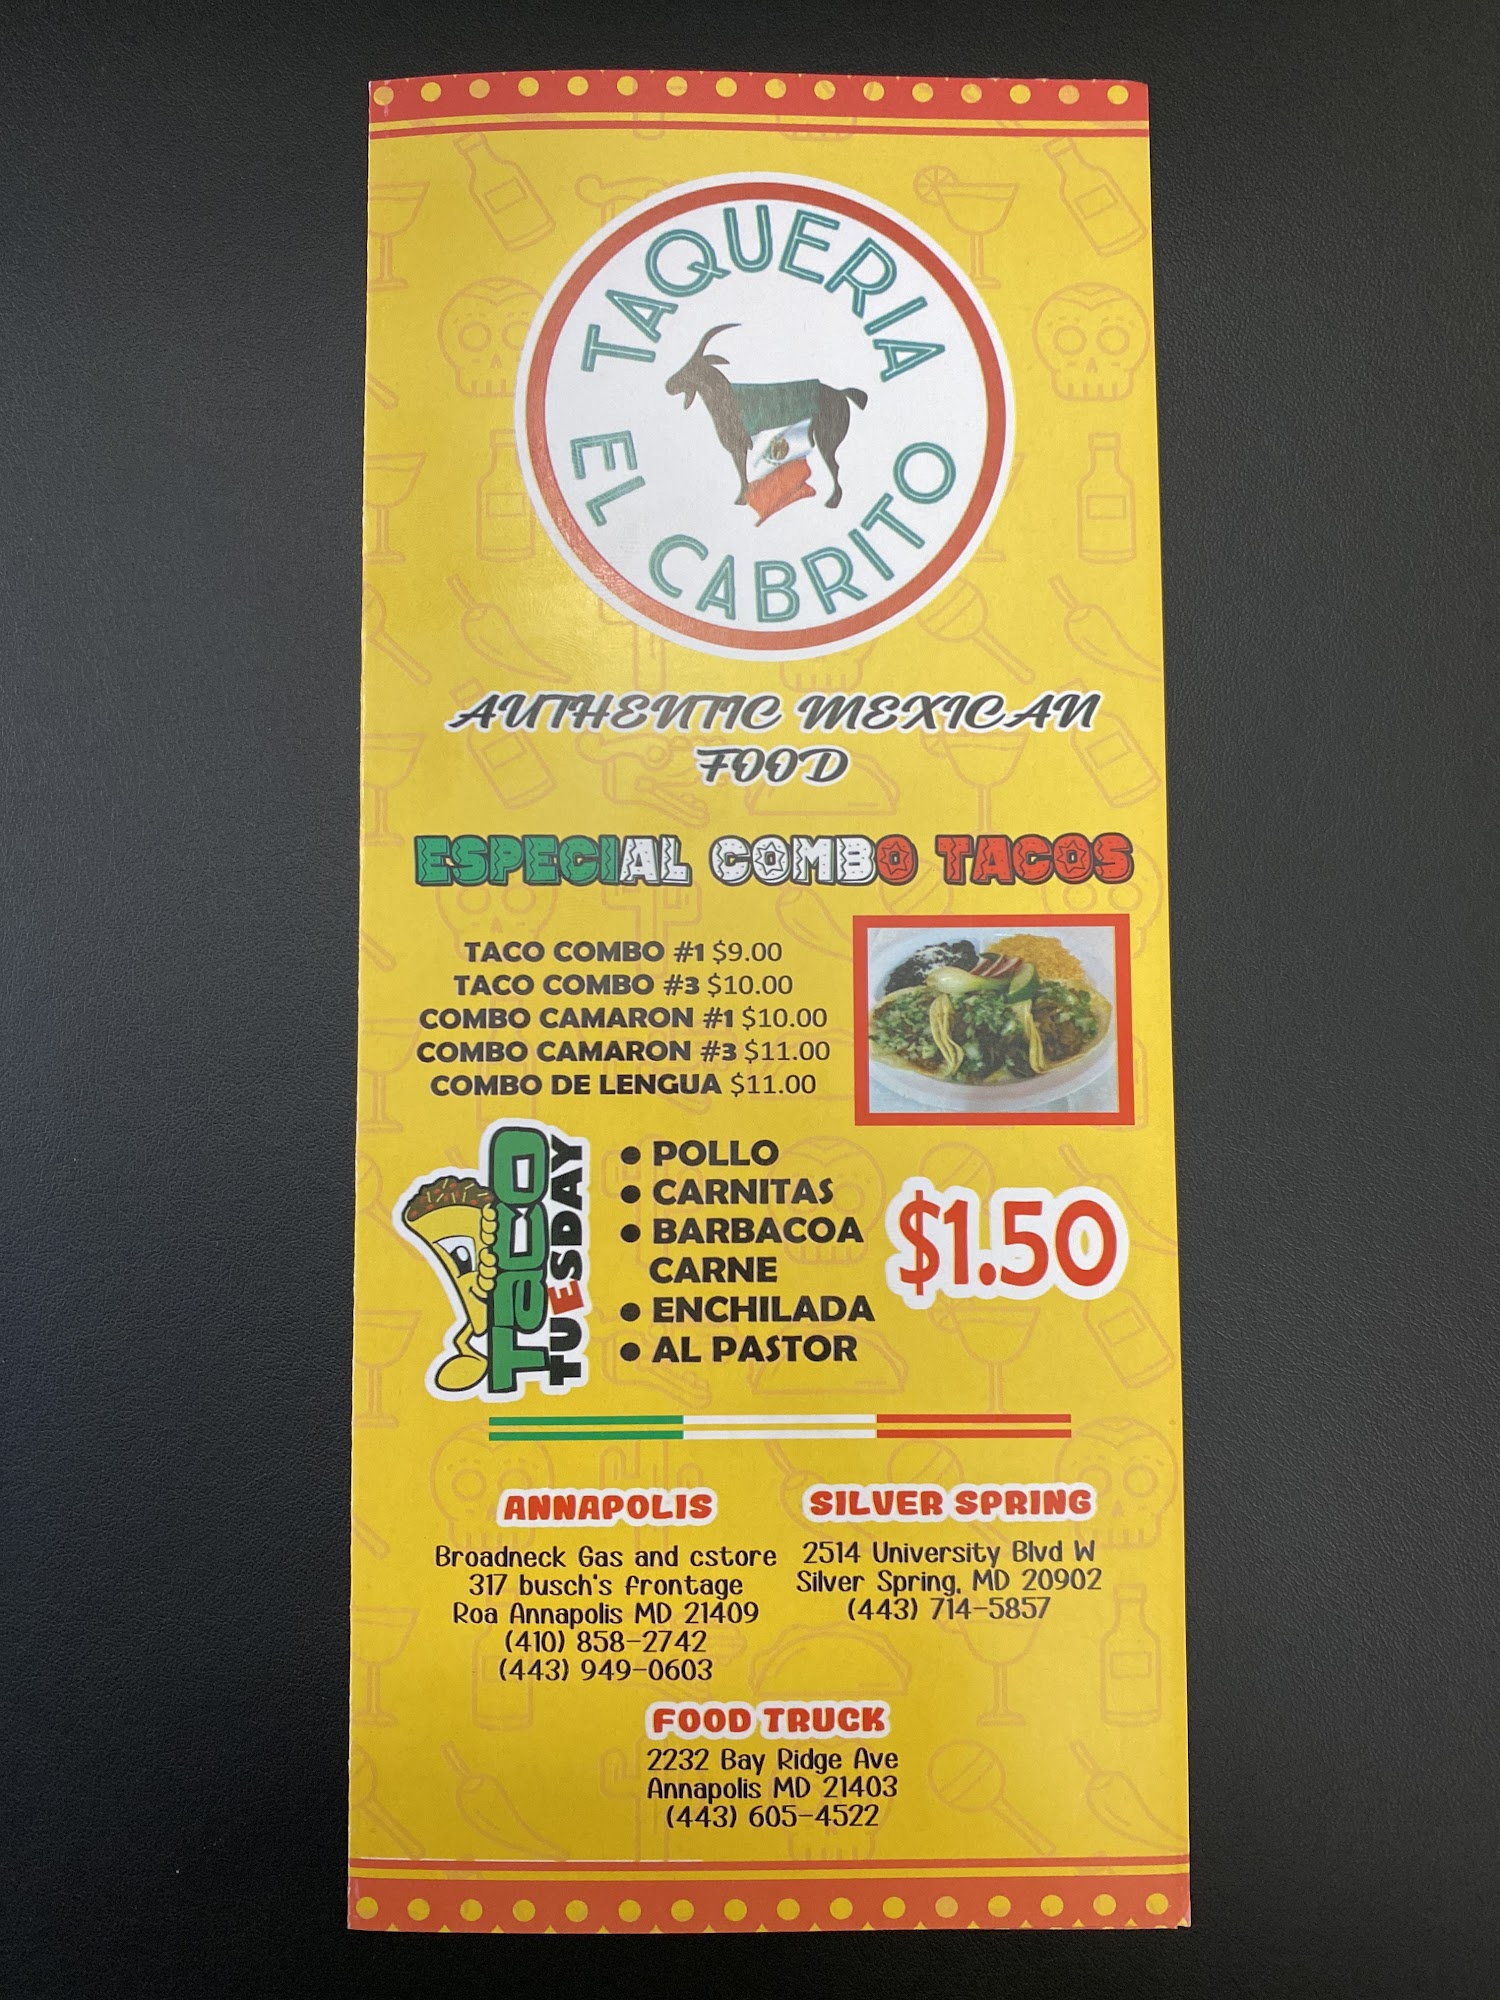 TAQUERIA
EL CABRITO
AUTHENTIC MEXICAN
FOOD
ESPECIAL COMBO TACOS
TACO COMBO #1 $9.00
TACO COMBO #3 $10.00
COMBO CAMARON #1 $10.00
COMBO CAMARON #3 $11.00
COMBO DE LENGUA $11.00
TACO
TUESDAY
• POLLO
• CARNITAS
• BARBACOA
CARNE
• ENCHILADA
• AL PASTOR
$1.50
ANNAPOLIS
Broadneck Gas and cstore
317 busch's frontage
Roa Annapolis MD 21409
(410) 858-2742
(443) 949-0603
SILVER SPRING
2514 University Blvd W
Silver Spring, MD 20902
(443) 714-5857
FOOD TRUCK
2232 Bay Ridge Ave
Annapolis MD 21403
(443) 605-4522